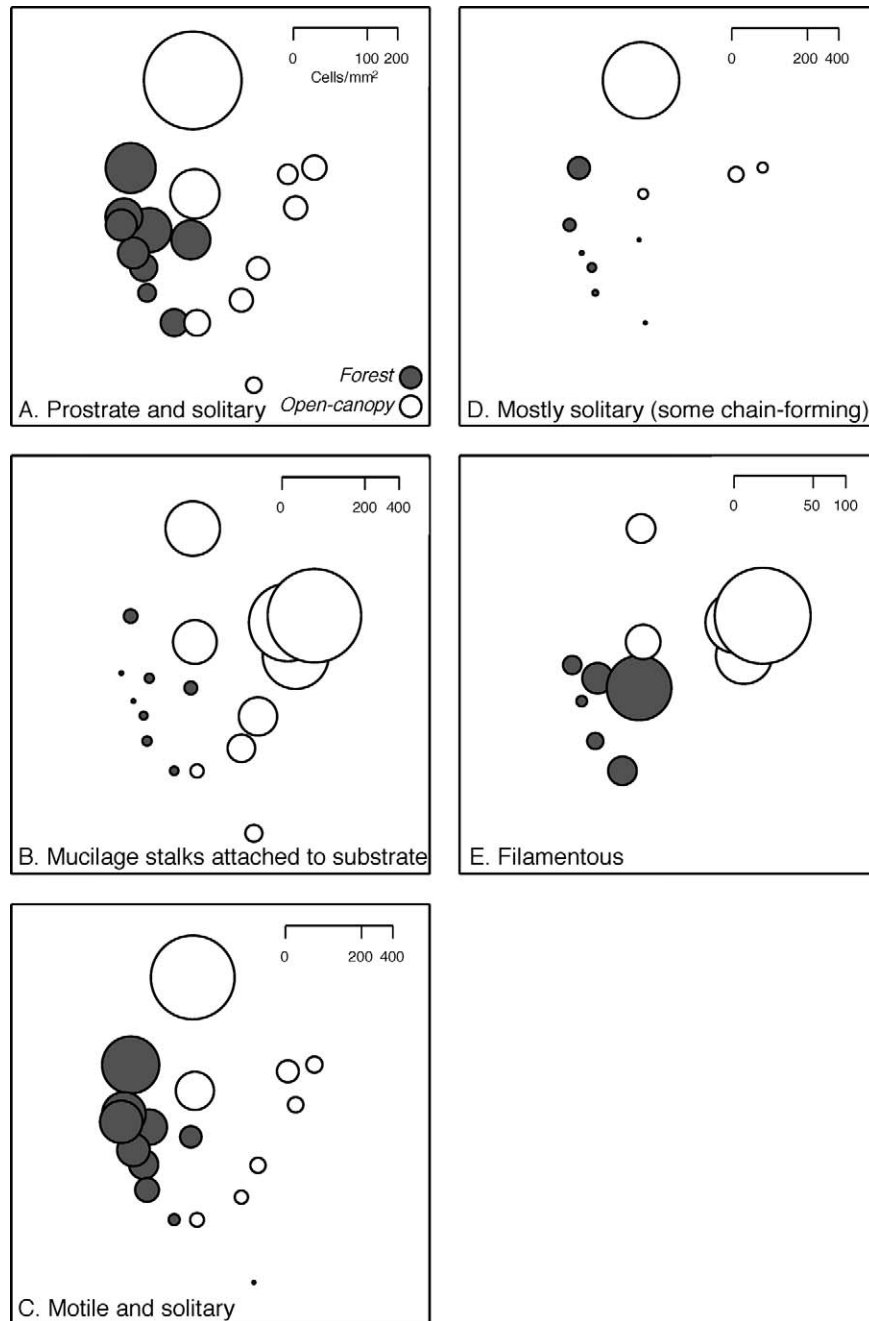 0 100 200
Cells/mm²
Forest
Open-canopy
A. Prostrate and solitary
0 200 400
D. Mostly solitary (some chain-forming)
0 200 400
B. Mucilage stalks attached to substrate
0 50 100
E. Filamentous
0 200 400
C. Motile and solitary